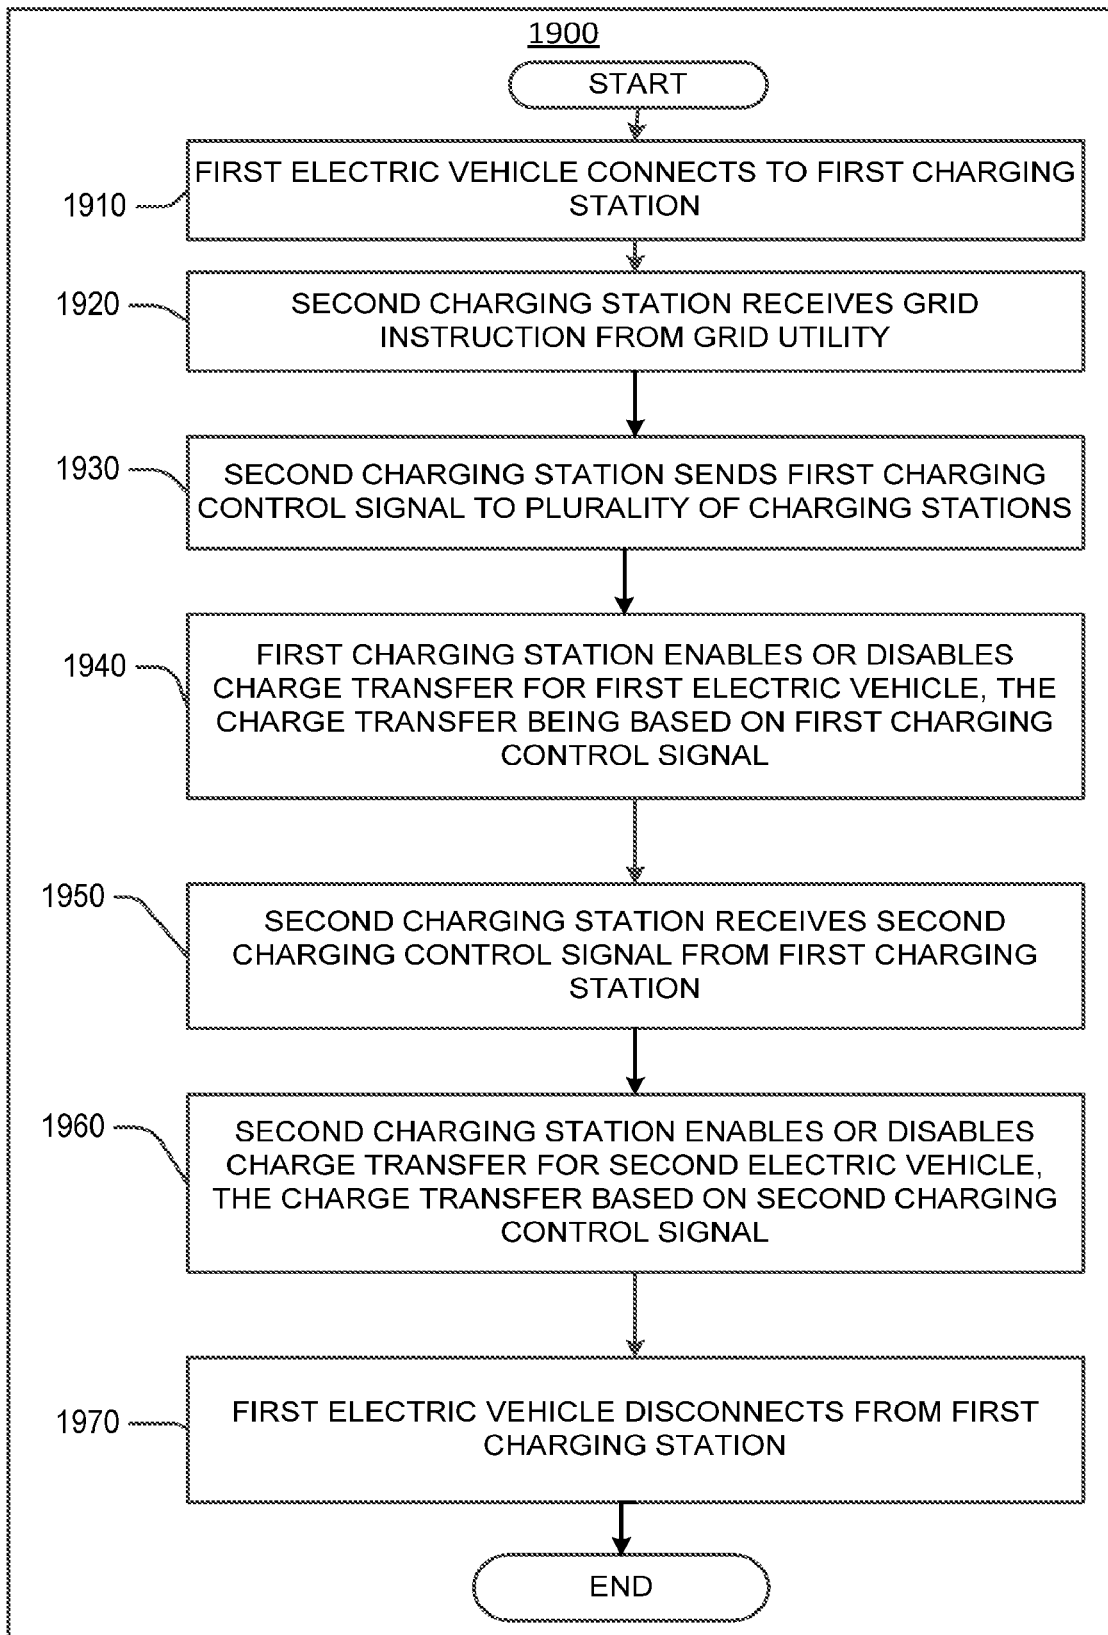 1900
START
FIRST ELECTRIC VEHICLE CONNECTS TO FIRST CHARGING
STATION
1910
SECOND CHARGING STATION RECEIVES GRID
INSTRUCTION FROM GRID UTILITY
1920
SECOND CHARGING STATION SENDS FIRST CHARGING
CONTROL SIGNAL TO PLURALITY OF CHARGING STATIONS
1930
FIRST CHARGING STATION ENABLES OR DISABLES
CHARGE TRANSFER FOR FIRST ELECTRIC VEHICLE, THE
CHARGE TRANSFER BEING BASED ON FIRST CHARGING
CONTROL SIGNAL
1940
SECOND CHARGING STATION RECEIVES SECOND
CHARGING CONTROL SIGNAL FROM FIRST CHARGING
STATION
1950
SECOND CHARGING STATION ENABLES OR DISABLES
CHARGE TRANSFER FOR SECOND ELECTRIC VEHICLE,
THE CHARGE TRANSFER BASED ON SECOND CHARGING
CONTROL SIGNAL
1960
FIRST ELECTRIC VEHICLE DISCONNECTS FROM FIRST
CHARGING STATION
1970
END